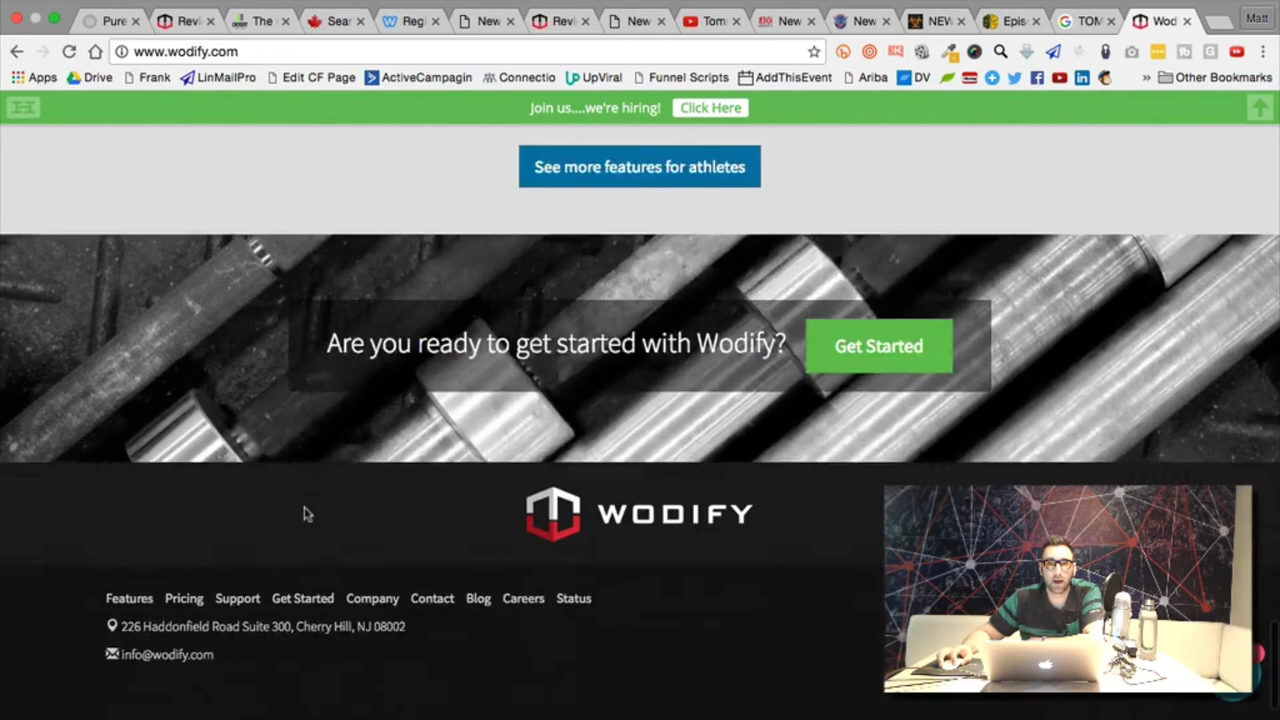 Pure
Revi
The
Sear
Regi
New
Revi
New
Tom
New
New
NEW
Epis
TOM
Wod
Matt
www.wodify.com
Apps Drive Frank LinMailPro Edit CF Page ActiveCampagin Connectio UpViral Funnel Scripts AddThisEvent Ariba DV » Other Bookmarks
Join us....we're hiring! Click Here
See more features for athletes
Are you ready to get started with Wodify? Get Started
WODIFY
Features Pricing Support Get Started Company Contact Blog Careers Status
226 Haddonfield Road Suite 300, Cherry Hill, NJ 08002
info@wodify.com